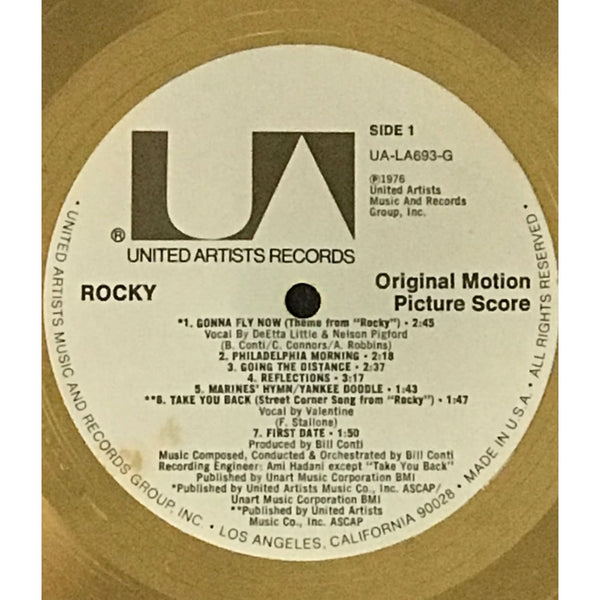 UA
SIDE 1
UA-LA693-G
℗1976
United Artists
Music And Records
Group, Inc.
®
UNITED ARTISTS RECORDS
ROCKY
Original Motion
Picture Score
*1. GONNA FLY NOW (Theme from "Rocky") • 2:45
Vocal By DeEtta Little & Nelson Pigford
(B. Conti/C. Connors/A. Robbins)
2. PHILADELPHIA MORNING • 2:18
3. GOING THE DISTANCE • 2:37
4. REFLECTIONS • 3:17
5. MARINES' HYMN/YANKEE DOODLE • 1:43
**6. TAKE YOU BACK (Street Corner Song from "Rocky") • 1:47
Vocal by Valentine
(F. Stallone)
7. FIRST DATE • 1:50
Produced by Bill Conti
Music Composed, Conducted & Orchestrated by Bill Conti
Recording Engineer: Ami Hadani except "Take You Back"
Published by Unart Music Corporation BMI
*Published by United Artists Music Co., Inc. ASCAP/
Unart Music Corporation BMI
**Published by United Artists
Music Co., Inc. ASCAP
• UNITED ARTISTS MUSIC AND RECORDS GROUP, INC. • LOS ANGELES, CALIFORNIA 90028 • MADE IN U.S.A. • ALL RIGHTS RESERVED •